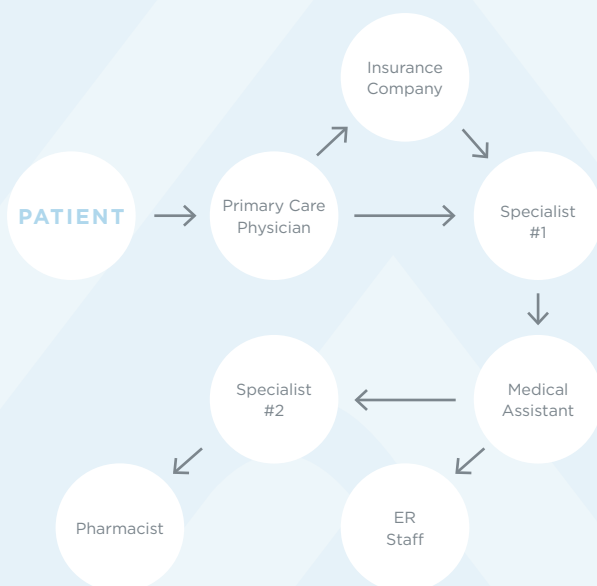 Insurance
Company
PATIENT
Primary Care
Physician
Specialist
#1
Specialist
#2
Medical
Assistant
Pharmacist
ER
Staff